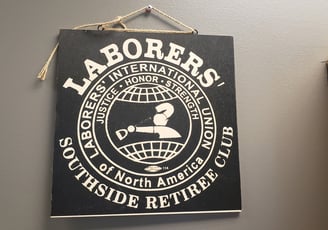 LABORERS'
LABORERS' INTERNATIONAL UNION
JUSTICE · HONOR · STRENGTH
of North America
SOUTHSIDE RETIREE CLUB